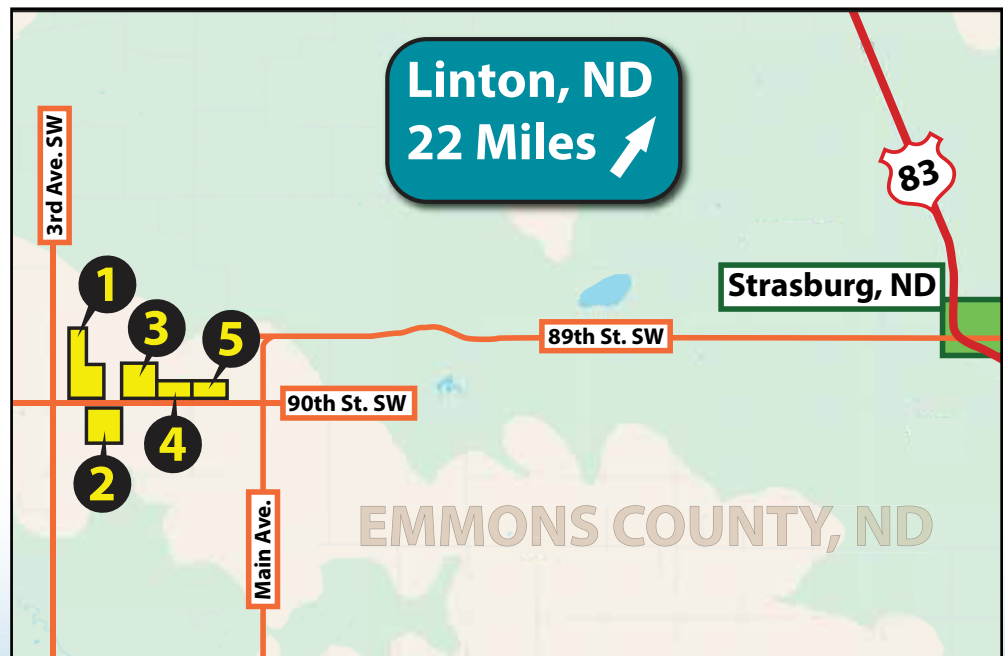 Linton, ND
22 Miles
83
3rd Ave. SW
Strasburg, ND
1
3
5
89th St. SW
90th St. SW
4
2
Main Ave.
EMMONS COUNTY, ND